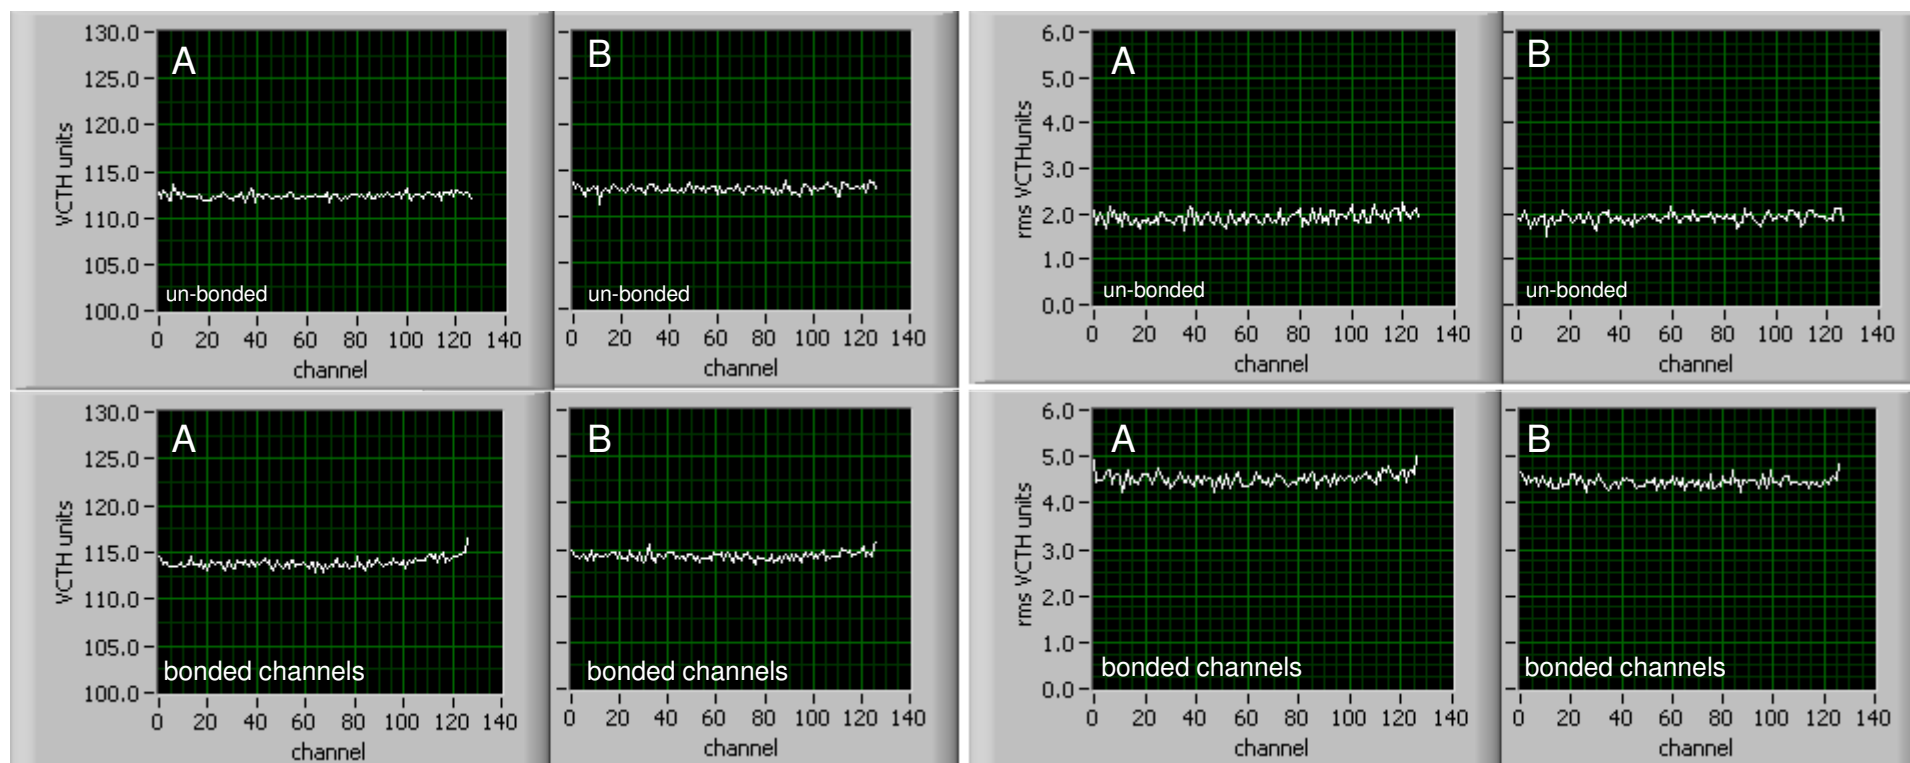 130.0
125.0
120.0
115.0
110.0
105.0
100.0
VCTH units
A
un-bonded
0 20 40 60 80 100 120 140
channel
B
un-bonded
0 20 40 60 80 100 120 140
channel
6.0
5.0
4.0
3.0
2.0
1.0
0.0
rms VCTHunits
A
un-bonded
0 20 40 60 80 100 120 140
channel
B
un-bonded
0 20 40 60 80 100 120 140
channel
130.0
125.0
120.0
115.0
110.0
105.0
100.0
VCTH units
A
bonded channels
0 20 40 60 80 100 120 140
channel
B
bonded channels
0 20 40 60 80 100 120 140
channel
6.0
5.0
4.0
3.0
2.0
1.0
0.0
rms VCTH units
A
bonded channels
0 20 40 60 80 100 120 140
channel
B
bonded channels
0 20 40 60 80 100 120 140
channel